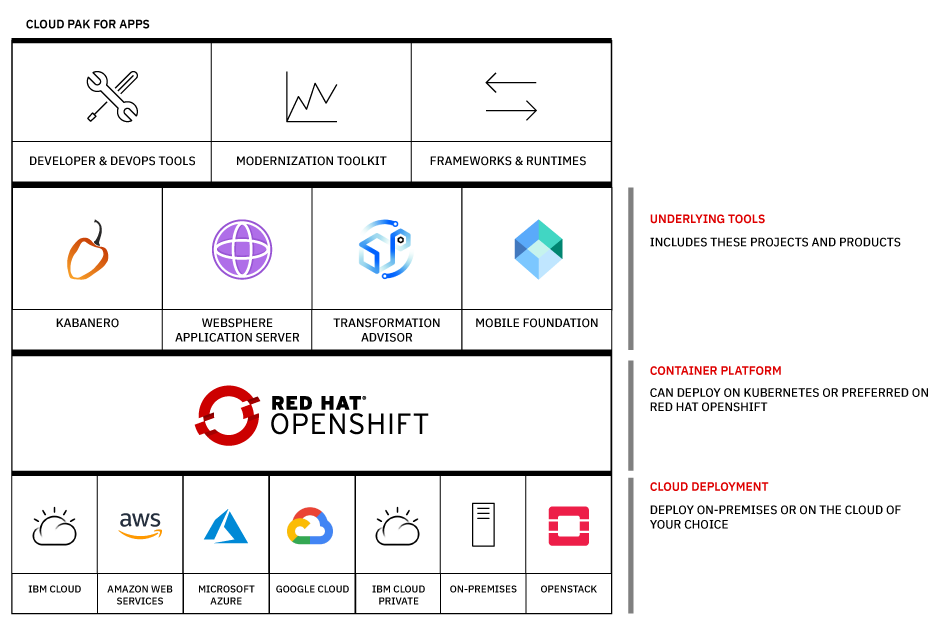 CLOUD PAK FOR APPS
DEVELOPER & DEVOPS TOOLS
MODERNIZATION TOOLKIT
FRAMEWORKS & RUNTIMES
KABANERO
WEBSPHERE
APPLICATION SERVER
TRANSFORMATION
ADVISOR
MOBILE FOUNDATION
UNDERLYING TOOLS
INCLUDES THESE PROJECTS AND PRODUCTS
RED HAT®
OPENSHIFT
CONTAINER PLATFORM
CAN DEPLOY ON KUBERNETES OR PREFERRED ON
RED HAT OPENSHIFT
aws
IBM CLOUD
AMAZON WEB
SERVICES
MICROSOFT
AZURE
GOOGLE CLOUD
IBM CLOUD
PRIVATE
ON-PREMISES
OPENSTACK
CLOUD DEPLOYMENT
DEPLOY ON-PREMISES OR ON THE CLOUD OF
YOUR CHOICE